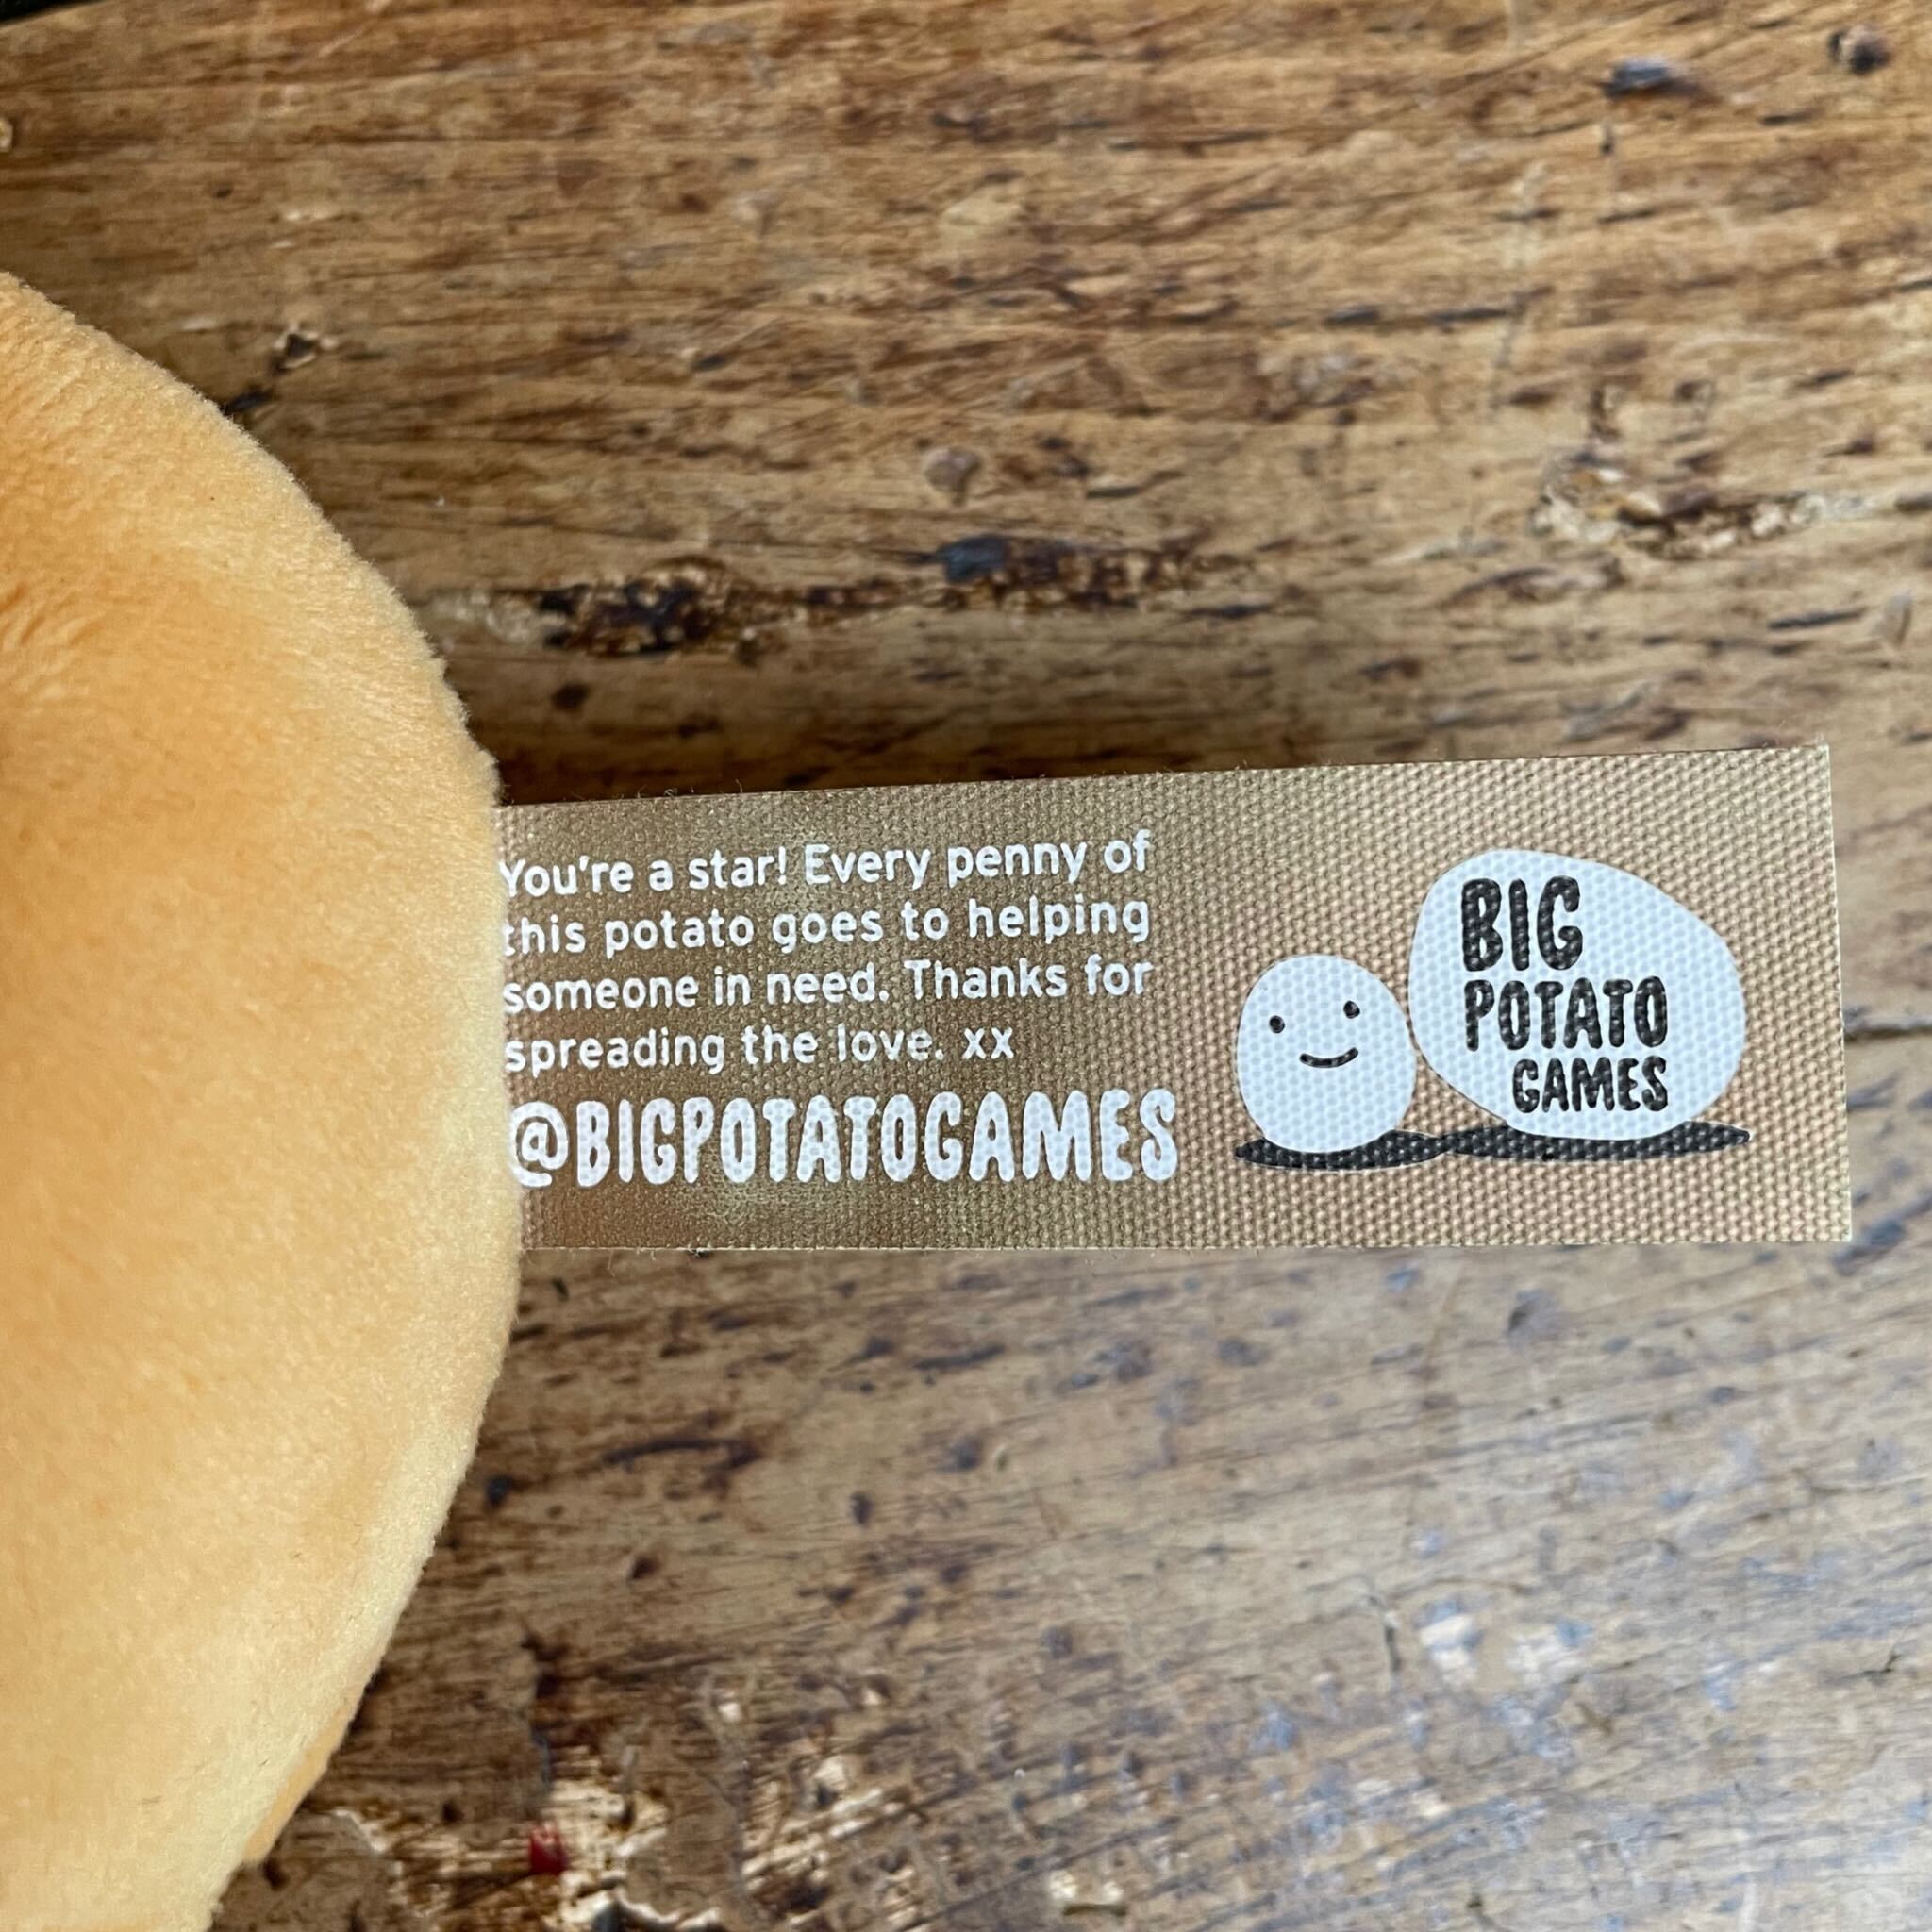 You're a star! Every penny of
this potato goes to helping
someone in need. Thanks for
spreading the love. xx
@BIGPOTATOGAMES
BIG
POTATO
GAMES